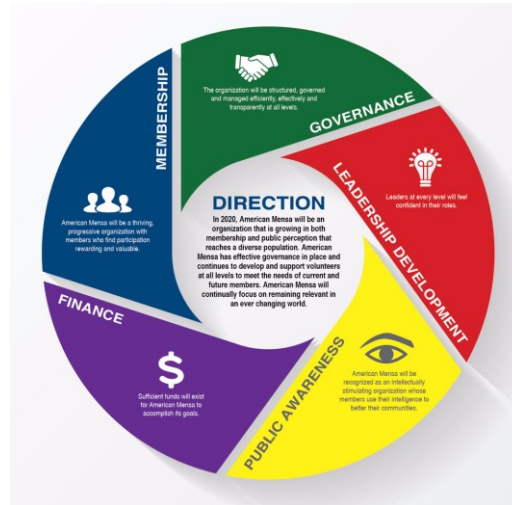 The organization will be structured, governed
and managed efficiently, effectively and
transparently at all levels.
GOVERNANCE
Leaders at every level will feel
confident in their roles.
LEADERSHIP DEVELOPMENT
American Mensa will be
recognized as an intellectually
stimulating organization whose
members use their intelligence to
better their communities.
PUBLIC AWARENESS
$
Sufficient funds will exist
for American Mensa to
accomplish its goals.
FINANCE
American Mensa will be a thriving,
progressive organization with
members who find participation
rewarding and valuable.
MEMBERSHIP
DIRECTION
In 2020, American Mensa will be an
organization that is growing in both
membership and public perception that
reaches a diverse population. American
Mensa has effective governance in place and
continues to develop and support volunteers
at all levels to meet the needs of current and
future members. American Mensa will
continually focus on remaining relevant in
an ever changing world.